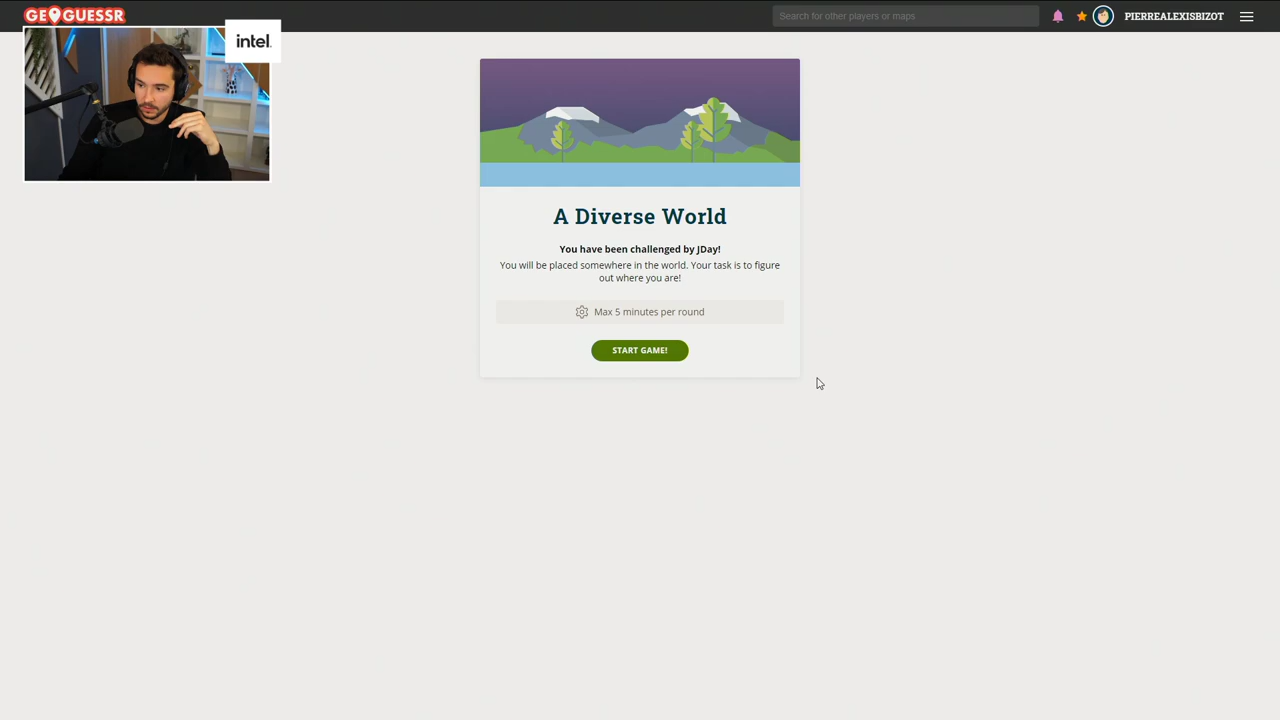 GEOGUESSR
Search for other players or maps
PIERREALEXISBIZOT
intel.
A Diverse World
You have been challenged by JDay!
You will be placed somewhere in the world. Your task is to figure
out where you are!
Max 5 minutes per round
START GAME!